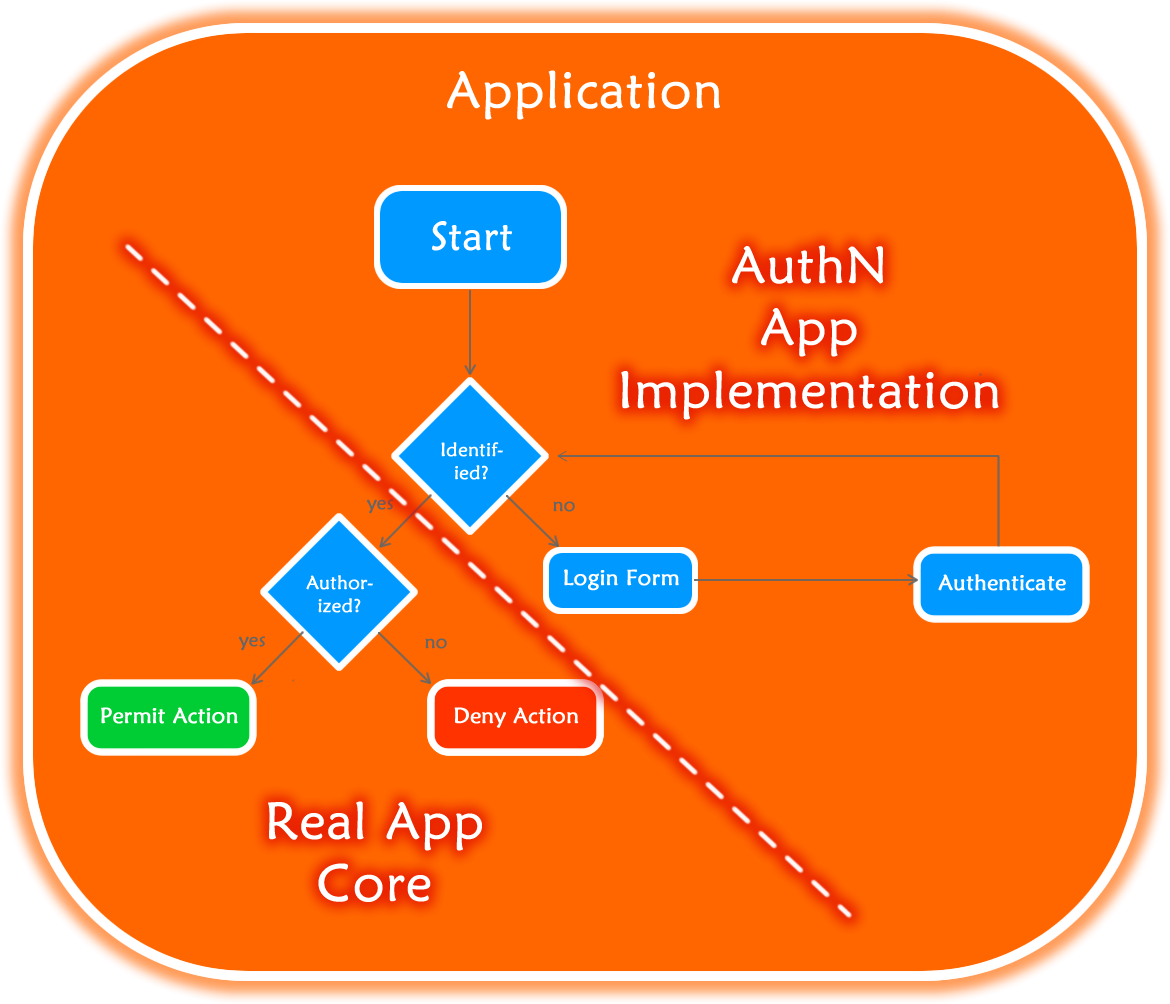 Application
Start
AuthN
App
Implementation
Identif-
ied?
yes
no
Login Form
Authenticate
Author-
ized?
yes
no
Permit Action
Deny Action
Real App
Core